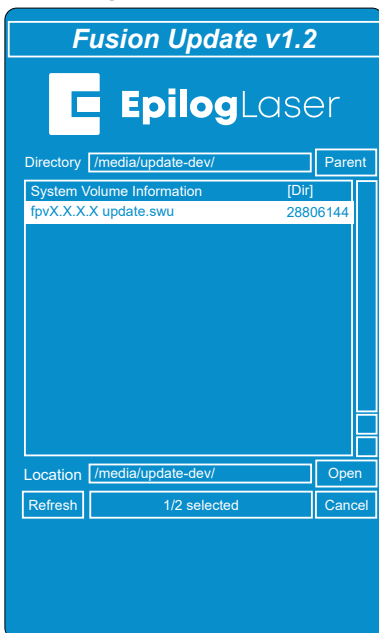 Fusion Update v1.2
EpilogLaser
Directory /media/update-dev/ Parent
System Volume Information [Dir]
fpvX.X.X.X update.swu 28806144
Location /media/update-dev/ Open
Refresh 1/2 selected Cancel